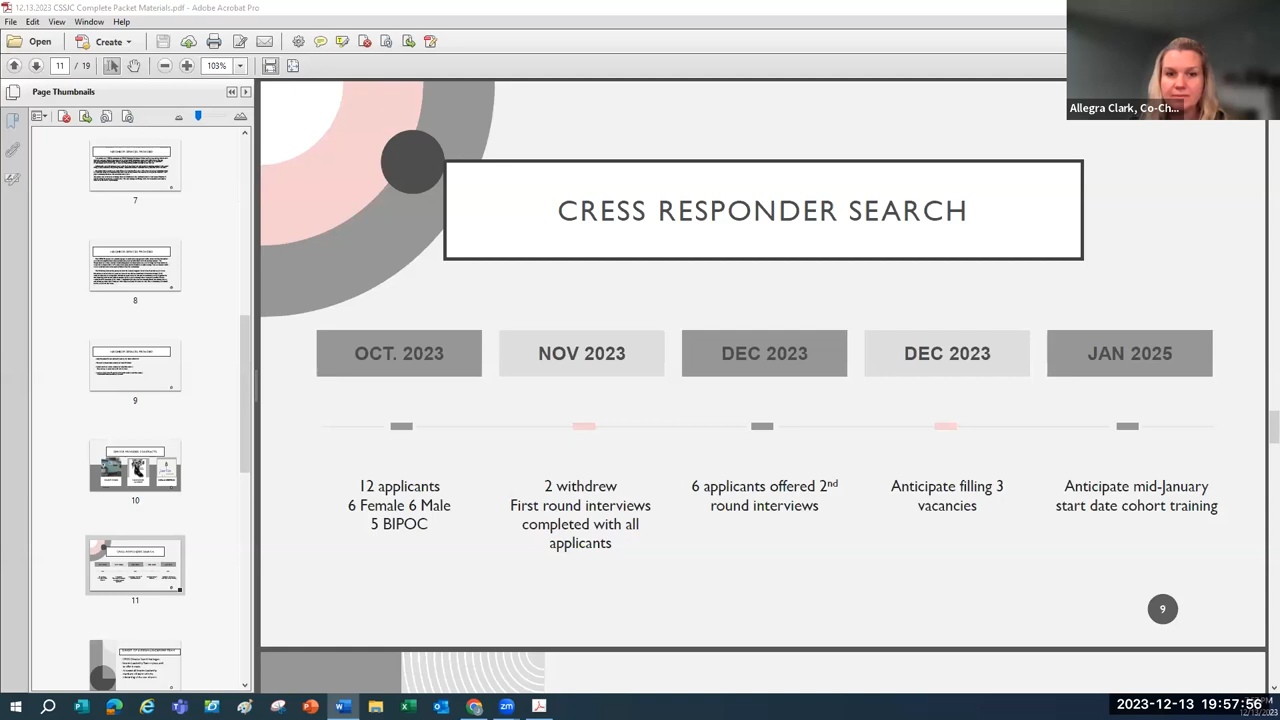 12.13.2023 CSSJC Complete Packet Materials.pdf - Adobe Acrobat Pro
File Edit View Window Help
Open
Create
11 / 19
103%
Page Thumbnails
7
8
9
10
11
Allegra Clark, Co-Ch...
CRESS RESPONDER SEARCH
OCT. 2023
NOV 2023
DEC 2023
DEC 2023
JAN 2025
12 applicants
6 Female 6 Male
5 BIPOC
2 withdrew
First round interviews
completed with all
applicants
6 applicants offered 2nd
round interviews
Anticipate filling 3
vacancies
Anticipate mid-January
start date cohort training
9
2023-12-13 19:57:56